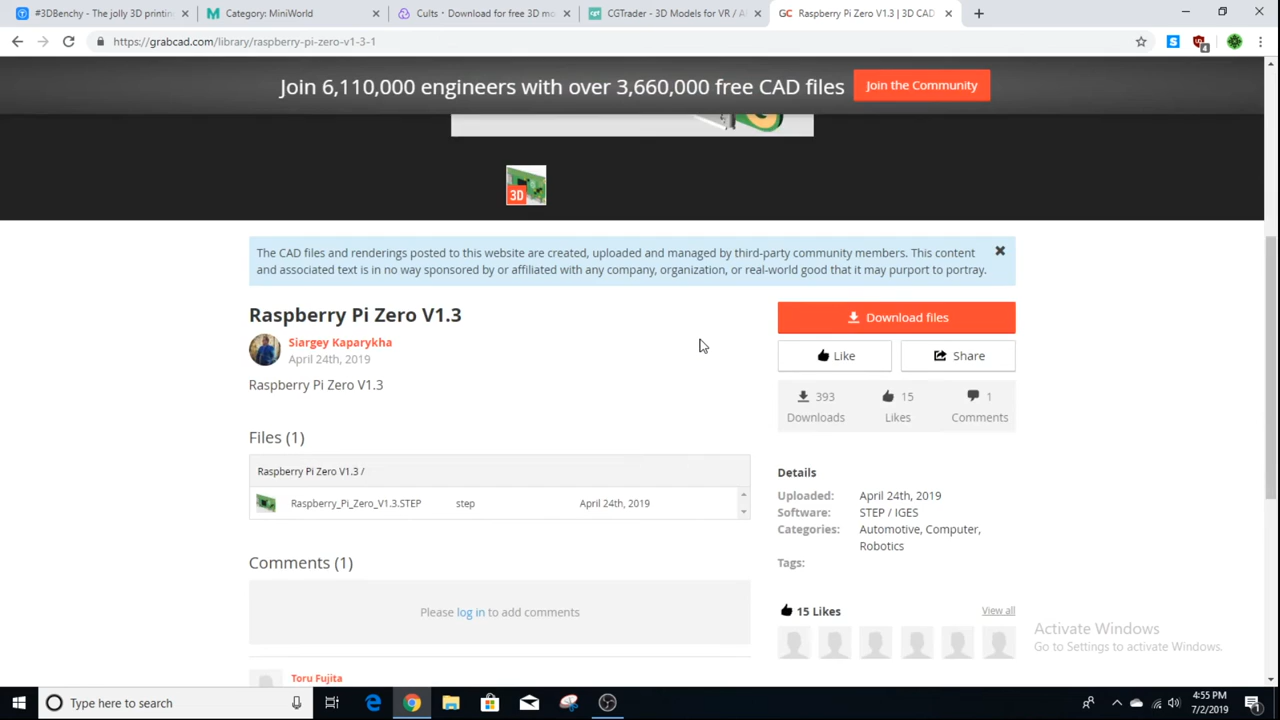 #3DBenchy - The jolly 3D printin
Category: MiniWorld
Cults・Download for free 3D mo
CGTrader - 3D Models for VR / A
Raspberry Pi Zero V1.3 | 3D CAD
https://grabcad.com/library/raspberry-pi-zero-v1-3-1
Join 6,110,000 engineers with over 3,660,000 free CAD files
Join the Community
3D
The CAD files and renderings posted to this website are created, uploaded and managed by third-party community members. This content
and associated text is in no way sponsored by or affiliated with any company, organization, or real-world good that it may purport to portray.
Raspberry Pi Zero V1.3
Siargey Kaparykha
April 24th, 2019
Raspberry Pi Zero V1.3
Download files
Like
Share
393
Downloads
15
Likes
1
Comments
Files (1)
Raspberry Pi Zero V1.3 /
Raspberry_Pi_Zero_V1.3.STEP step April 24th, 2019
Details
Uploaded: April 24th, 2019
Software: STEP / IGES
Categories: Automotive, Computer,
Robotics
Tags:
Comments (1)
Please log in to add comments
15 Likes
View all
Toru Fujita
Activate Windows
Go to Settings to activate Windows.
Type here to search
4:55 PM
7/2/2019